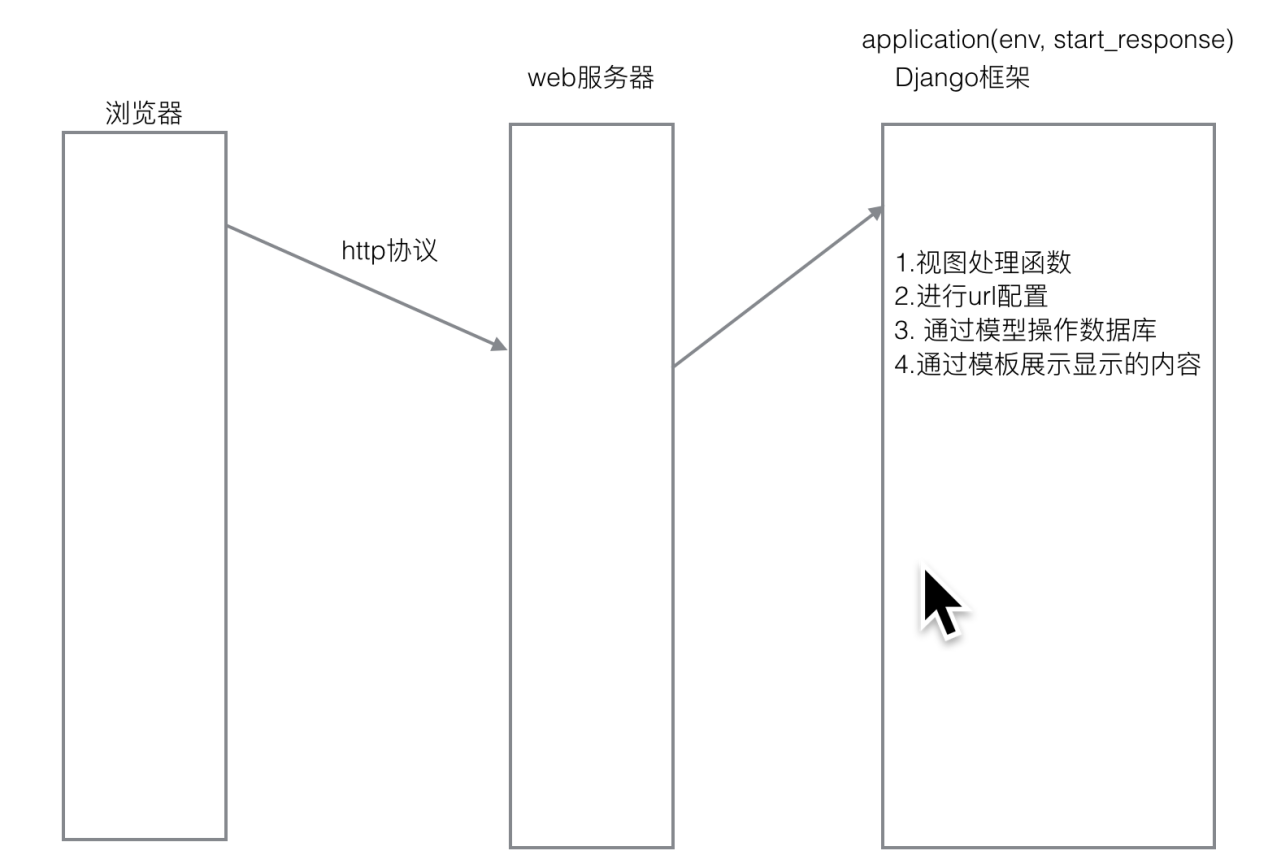 application(env, start_response)
Django框架
web服务器
浏览器
http协议
1.视图处理函数
2.进行url配置
3. 通过模型操作数据库
4.通过模板展示显示的内容